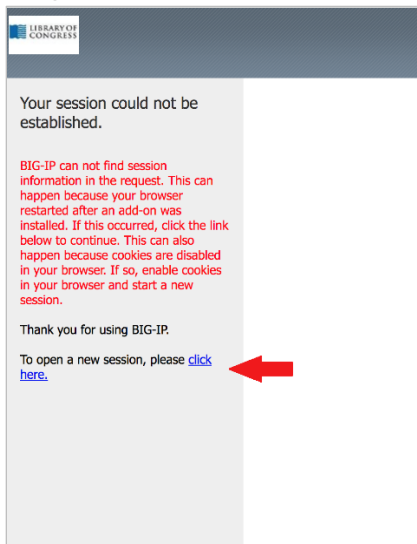 LIBRARY OF
CONGRESS
Your session could not be
established.
BIG-IP can not find session
information in the request. This can
happen because your browser
restarted after an add-on was
installed. If this occurred, click the link
below to continue. This can also
happen because cookies are disabled
in your browser. If so, enable cookies
in your browser and start a new
session.
Thank you for using BIG-IP.
To open a new session, please click
here.